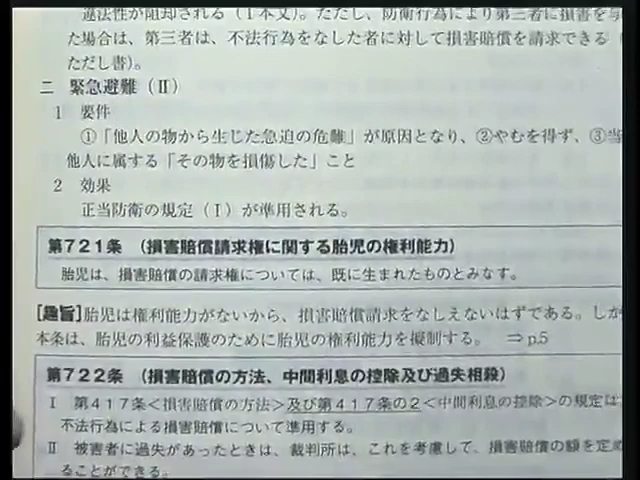 違法性が阻却される（Ⅰ本文）。ただし、防衛行為により第三者に損害を与
た場合は、第三者は、不法行為をなした者に対して損害賠償を請求できる（
ただし書）。
二 緊急避難（Ⅱ）
1 要件
①「他人の物から生じた急迫の危難」が原因となり、②やむを得ず、③当
他人に属する「その物を損傷した」こと
2 効果
正当防衛の規定（Ⅰ）が準用される。
第721条 （損害賠償請求権に関する胎児の権利能力）
胎児は、損害賠償の請求権については、既に生まれたものとみなす。
[趣旨]胎児は権利能力がないから、損害賠償請求をなしえないはずである。しか
本条は、胎児の利益保護のために胎児の権利能力を擬制する。 ⇒p.5
第722条 （損害賠償の方法、中間利息の控除及び過失相殺）
Ⅰ 第417条<損害賠償の方法>及び第417条の2<中間利息の控除>の規定は
不法行為による損害賠償について準用する。
Ⅱ 被害者に過失があったときは、裁判所は、これを考慮して、損害賠償の額を定め
ることができる。